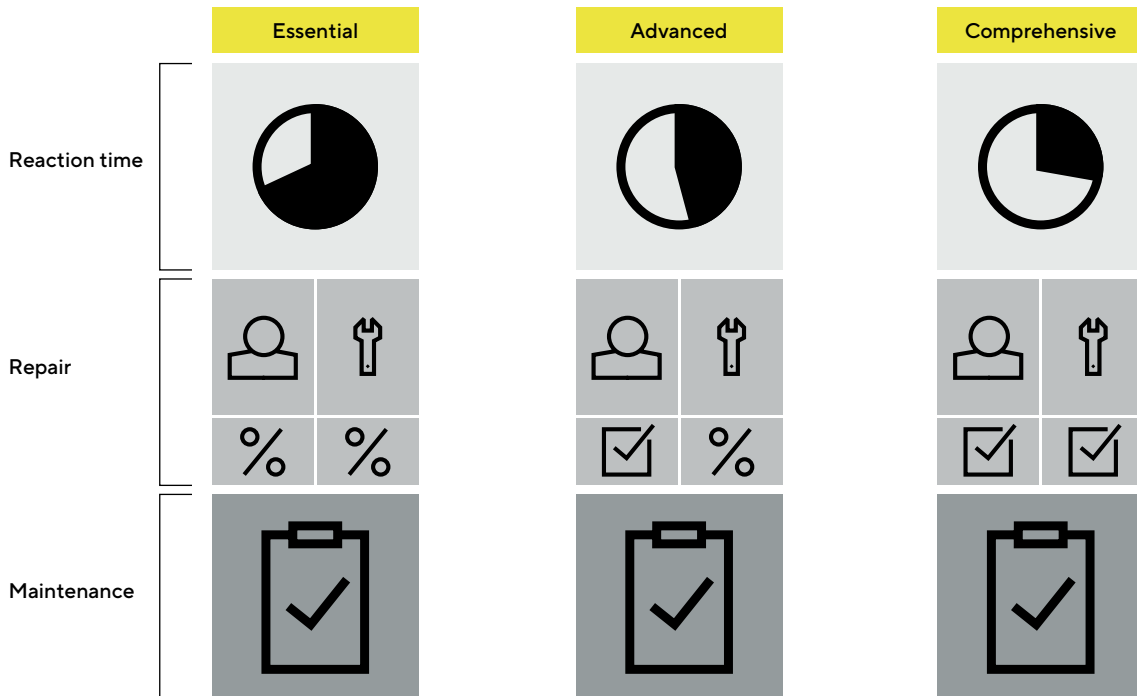 Essential
Advanced
Comprehensive
Reaction time
Repair
% %
%
Maintenance